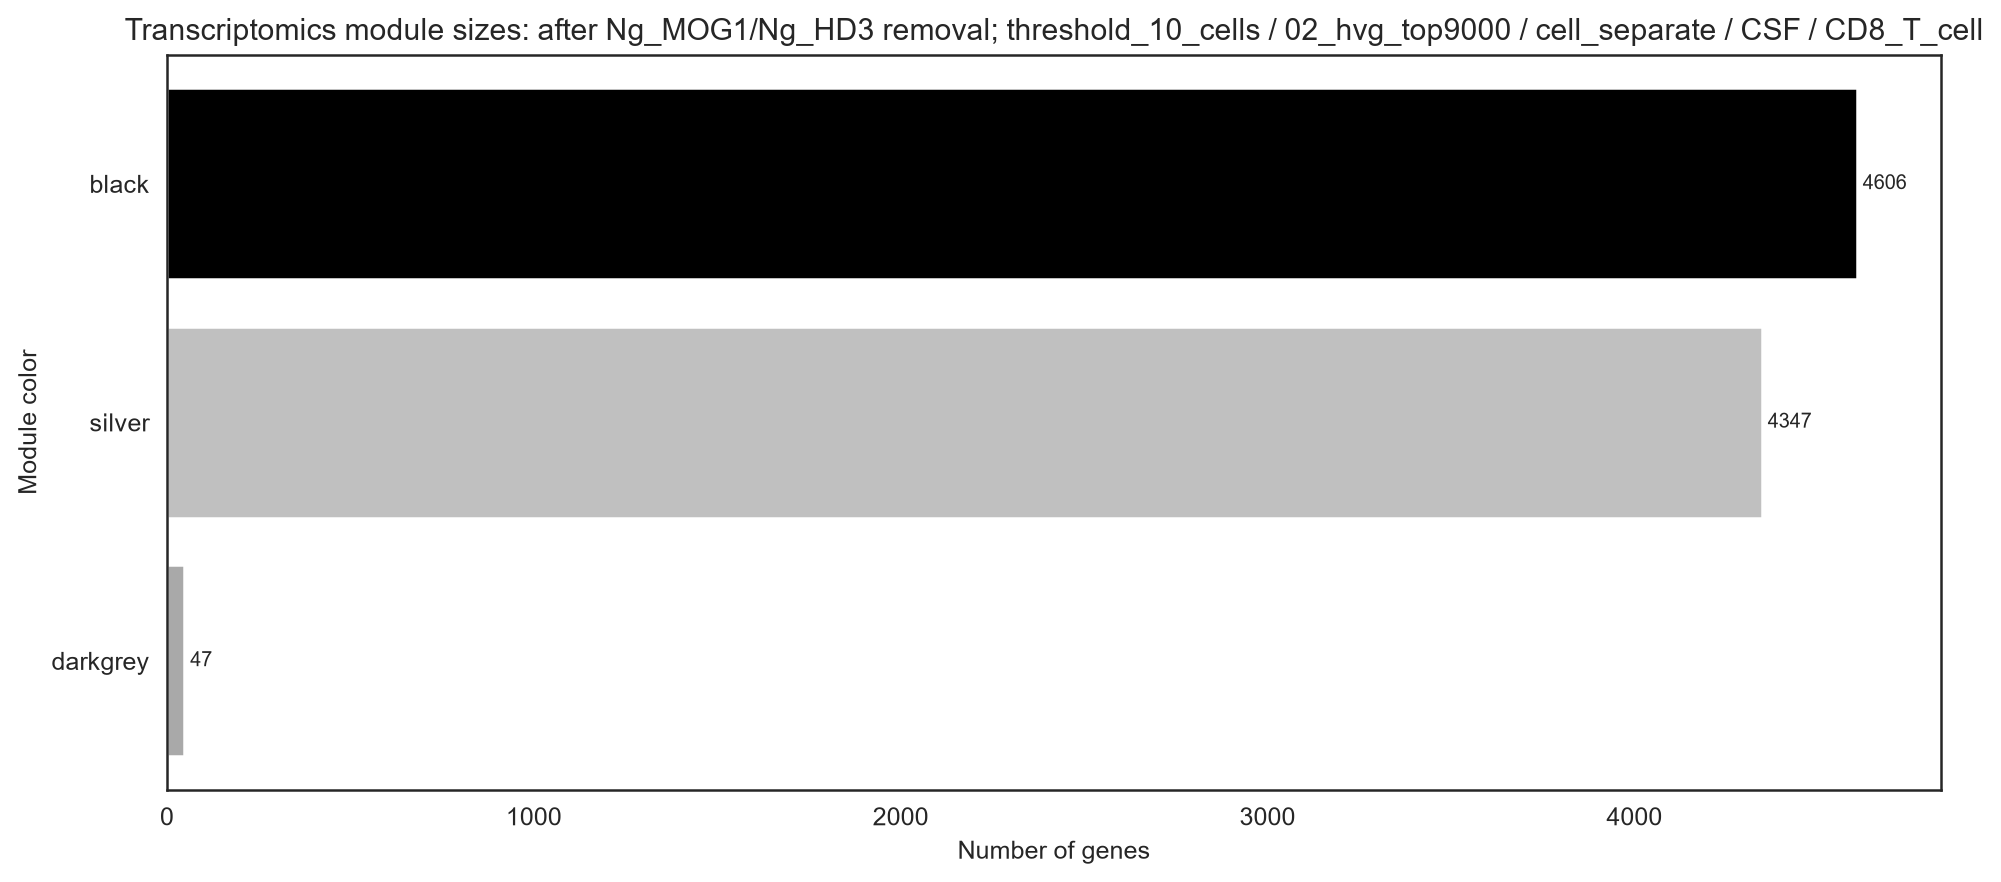 Transcriptomics module sizes: after Ng_MOG1/Ng_HD3 removal; threshold_10_cells / 02_hvg_top9000 / cell_separate / CSF / CD8_T_cell
black
4606
silver
4347
darkgrey
47
Module color
0 1000 2000 3000 4000
Number of genes